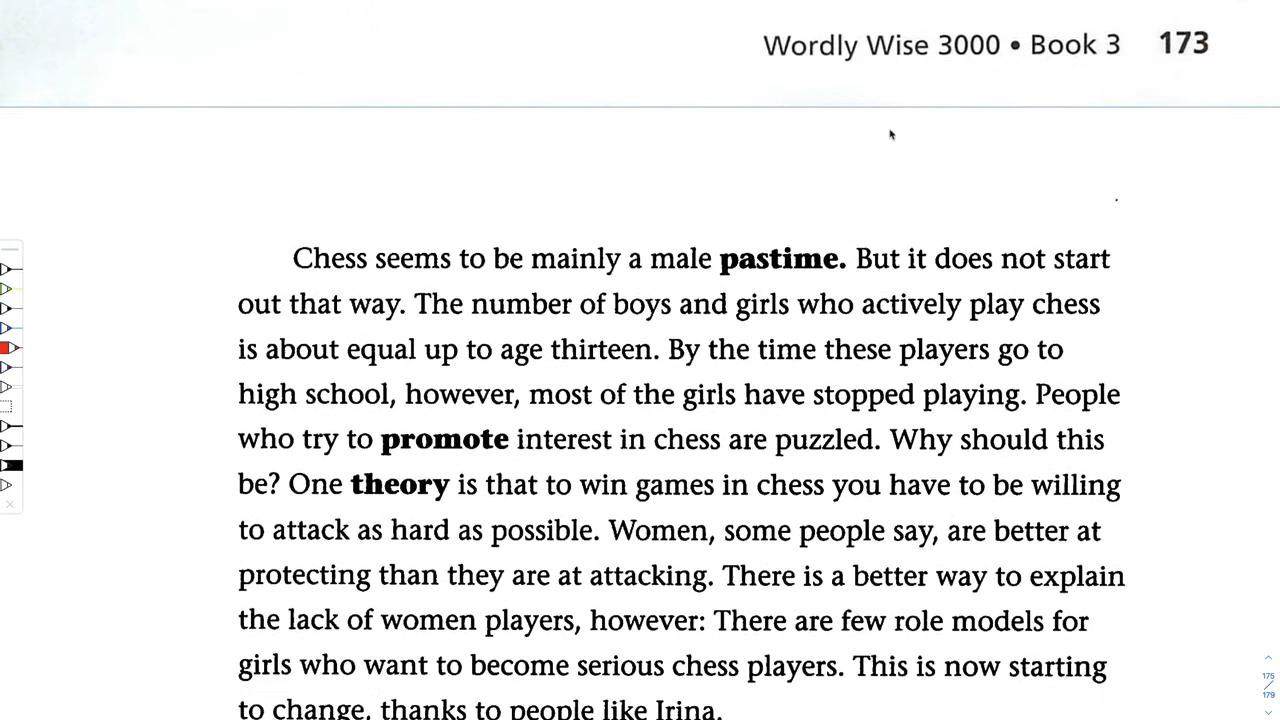 Wordly Wise 3000 • Book 3 173
Chess seems to be mainly a male pastime. But it does not start
out that way. The number of boys and girls who actively play chess
is about equal up to age thirteen. By the time these players go to
high school, however, most of the girls have stopped playing. People
who try to promote interest in chess are puzzled. Why should this
be? One theory is that to win games in chess you have to be willing
to attack as hard as possible. Women, some people say, are better at
protecting than they are at attacking. There is a better way to explain
the lack of women players, however: There are few role models for
girls who want to become serious chess players. This is now starting
to change, thanks to people like Irina.
175
179